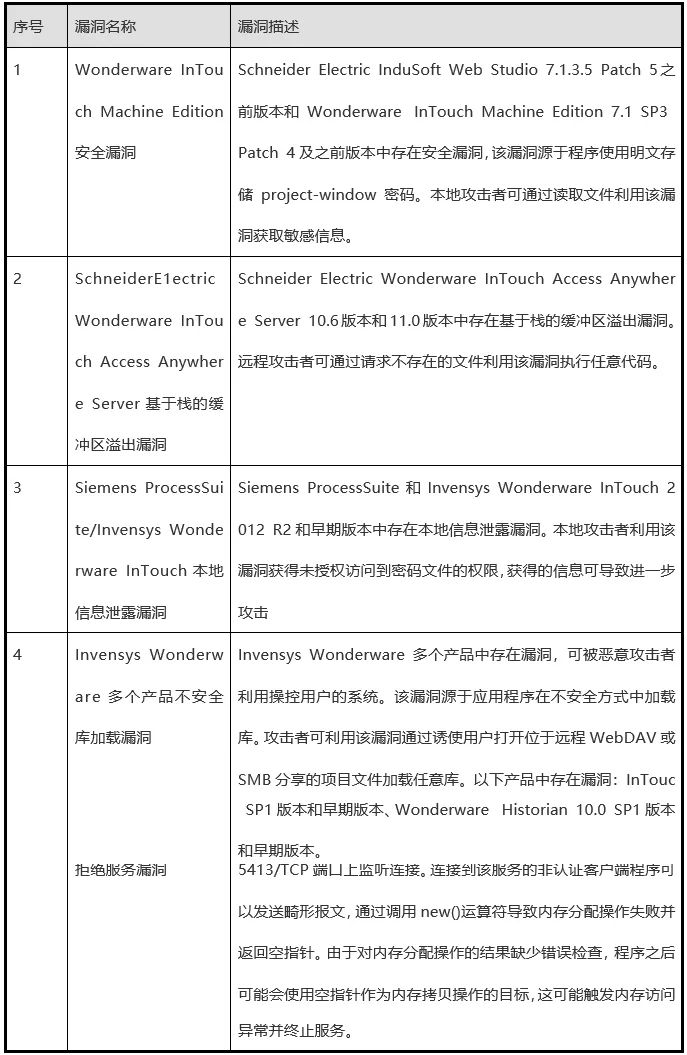 序号 漏洞名称 漏洞描述
1 Wonderware InTou Schneider Electric InduSoft Web Studio 7.1.3.5 Patch 5之
ch Machine Edition 前版本和 Wonderware InTouch Machine Edition 7.1 SP3
安全漏洞 Patch 4及之前版本中存在安全漏洞,该漏洞源于程序使用明文存
储 project-window 密码。本地攻击者可通过读取文件利用该漏
洞获取敏感信息。
2 SchneiderE1ectric Schneider Electric Wonderware InTouch Access Anywher
Wonderware InTou e Server 10.6版本和11.0版本中存在基于栈的缓冲区溢出漏洞。
ch Access Anywher 远程攻击者可通过请求不存在的文件利用该漏洞执行任意代码。
e Server 基于栈的缓
冲区溢出漏洞
3 Siemens ProcessSui Siemens ProcessSuite 和 Invensys Wonderware InTouch 2
te/Invensys Wonde 012 R2和早期版本中存在本地信息泄露漏洞。本地攻击者利用该
rware InTouch 本地 漏洞获得未授权访问到密码文件的权限,获得的信息可导致进一步
信息泄露漏洞 攻击
4 Invensys Wonderw Invensys Wonderware 多个产品中存在漏洞，可被恶意攻击者
are 多个产品不安全 利用操控用户的系统。该漏洞源于应用程序在不安全方式中加载
库加载漏洞 库。攻击者可利用该漏洞通过诱使用户打开位于远程 WebDAV 或
SMB 分享的项目文件加载任意库。以下产品中存在漏洞：InTouc
SP1 版本和早期版本、Wonderware Historian 10.0 SP1 版本
和早期版本。
拒绝服务漏洞 5413/TCP 端口上监听连接。连接到该服务的非认证客户端程序可
以发送畸形报文，通过调用 new()运算符导致内存分配操作失败并
返回空指针。由于对内存分配操作的结果缺少错误检查，程序之后
可能会使用空指针作为内存拷贝操作的目标,这可能触发内存访问
异常并终止服务。